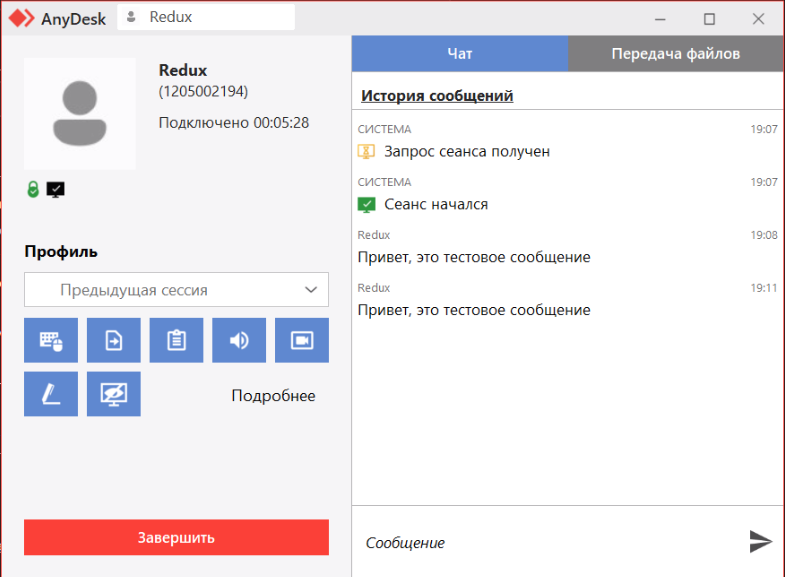 AnyDesk
Redux
Redux
(1205002194)
Подключено 00:05:28
Профиль
Предыдущая сессия
Подробнее
Завершить
Чат
Передача файлов
История сообщений
СИСТЕМА 19:07
Запрос сеанса получен
СИСТЕМА 19:07
Сеанс начался
Redux 19:08
Привет, это тестовое сообщение
Redux 19:11
Привет, это тестовое сообщение
Сообщение